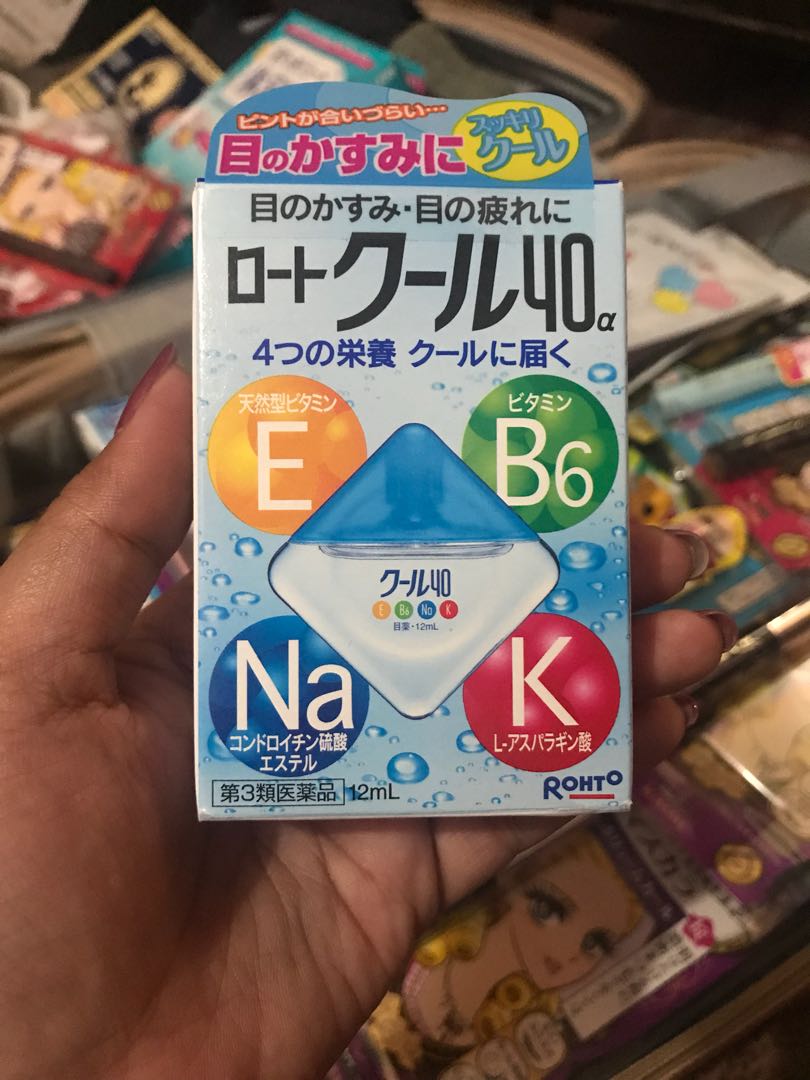 ピントが合いづらい…
目のかすみに
スッキリ
クール
目のかすみ・目の疲れに
ロートクール40α
4つの栄養 クールに届く
天然型ビタミン
E
ビタミン
B6
クール40
E B6 Na K
目薬・12mL
Na
コンドロイチン硫酸
エステル
K
L-アスパラギン酸
第3類医薬品 12mL
ROHTO